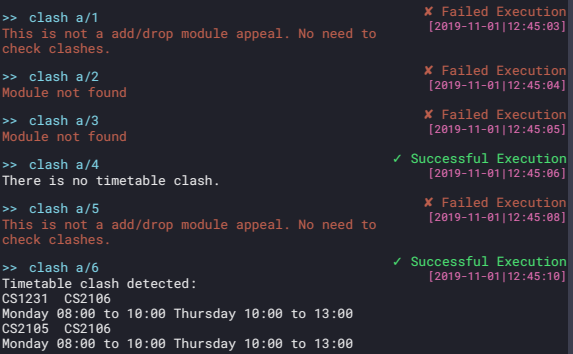 >> clash a/1
✘ Failed Execution
[2019-11-01|12:45:03]
This is not a add/drop module appeal. No need to
check clashes.
>> clash a/2
✘ Failed Execution
[2019-11-01|12:45:04]
Module not found
>> clash a/3
✘ Failed Execution
[2019-11-01|12:45:05]
Module not found
>> clash a/4
✓ Successful Execution
[2019-11-01|12:45:06]
There is no timetable clash.
>> clash a/5
✘ Failed Execution
[2019-11-01|12:45:08]
This is not a add/drop module appeal. No need to
check clashes.
>> clash a/6
✓ Successful Execution
[2019-11-01|12:45:10]
Timetable clash detected:
CS1231  CS2106
Monday 08:00 to 10:00 Thursday 10:00 to 13:00
CS2105  CS2106
Monday 08:00 to 10:00 Thursday 10:00 to 13:00